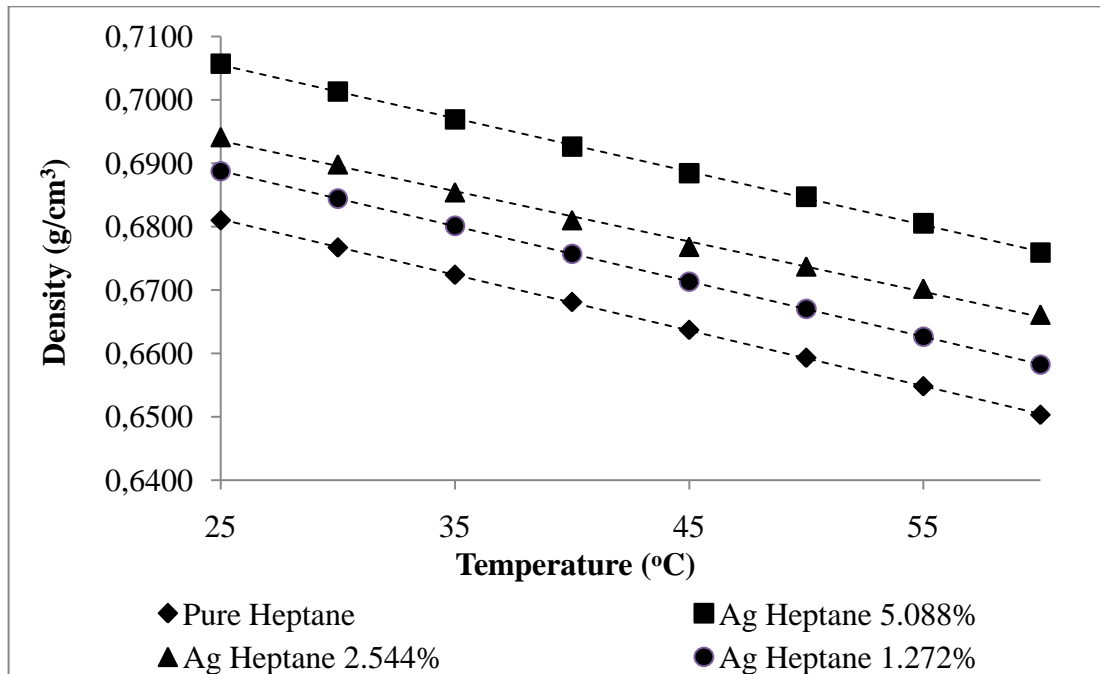 0,7100
0,7000
0,6900
0,6800
0,6700
0,6600
0,6500
0,6400
Density (g/cm³)
25 35 45 55
Temperature (ºC)
Pure Heptane Ag Heptane 5.088%
Ag Heptane 2.544% Ag Heptane 1.272%